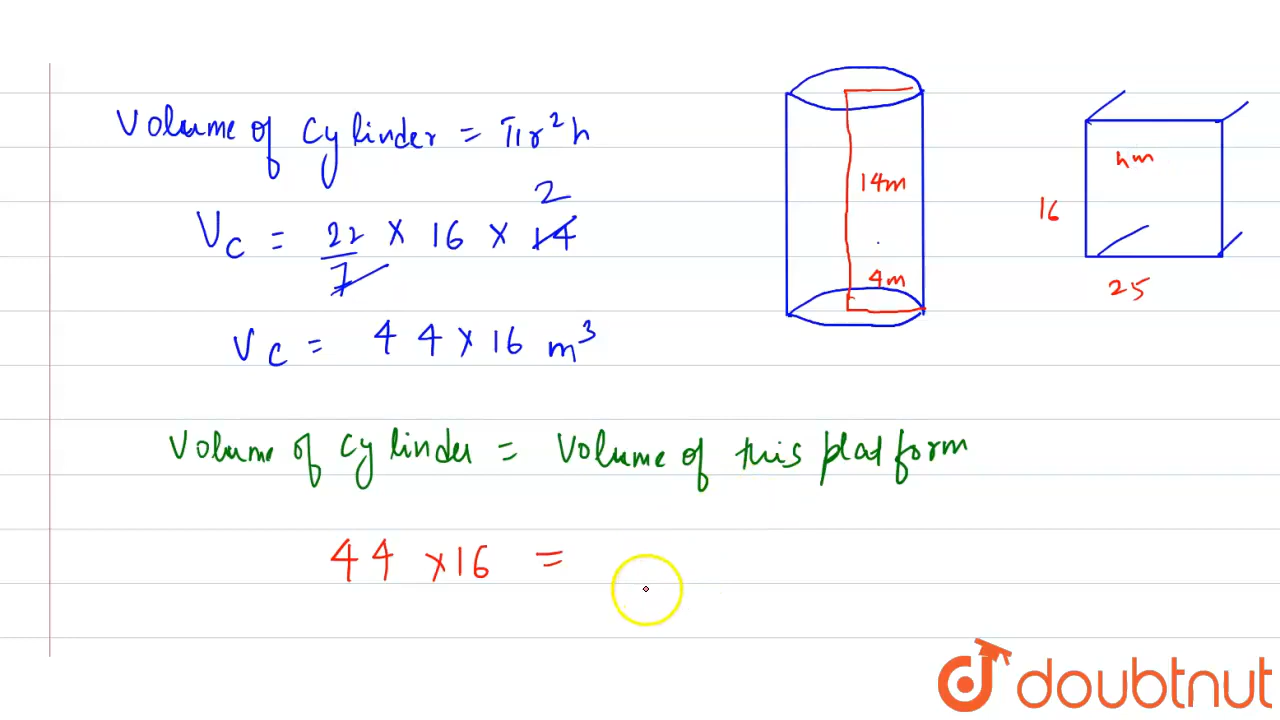 Volume of Cylinder = πr²h
2
Vc = 22/7 × 16 × 14
Vc = 44×16 m³
14m
4m
hm
16
25
Volume of Cylinder = Volume of this platform
44 ×16 =
doubtnut